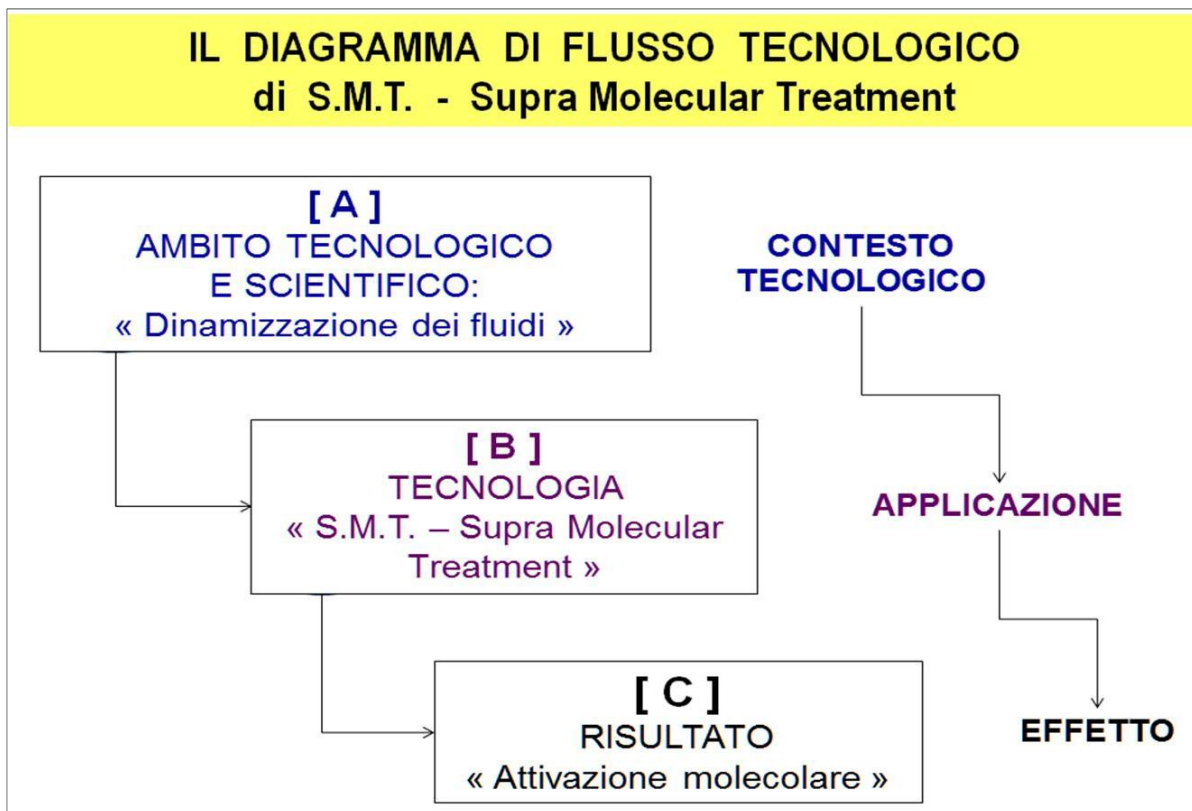 IL DIAGRAMMA DI FLUSSO TECNOLOGICO
di S.M.T. - Supra Molecular Treatment
[ A ]
AMBITO TECNOLOGICO
E SCIENTIFICO:
« Dinamizzazione dei fluidi »
CONTESTO
TECNOLOGICO
[ B ]
TECNOLOGIA
« S.M.T. – Supra Molecular
Treatment »
APPLICAZIONE
[ C ]
RISULTATO
« Attivazione molecolare »
EFFETTO